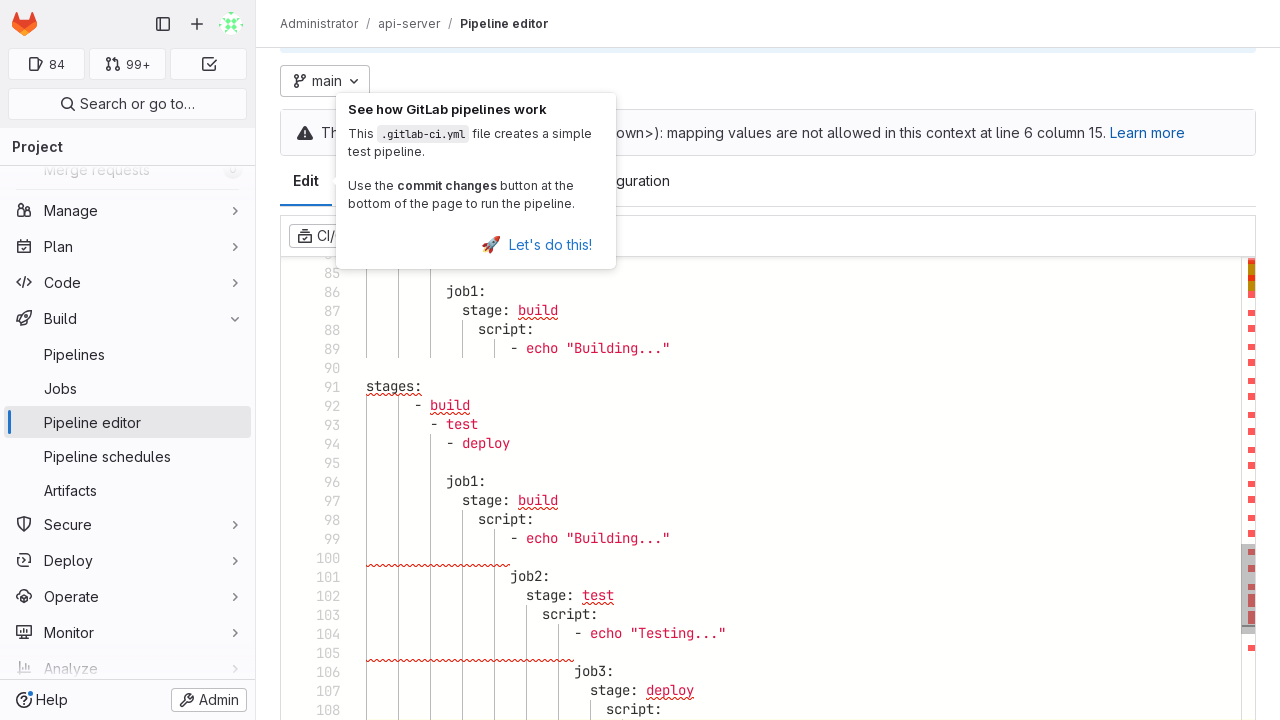 84
99+
Search or go to…
Project
Merge requests
Manage
Plan
Code
Build
Pipelines
Jobs
Pipeline editor
Pipeline schedules
Artifacts
Secure
Deploy
Operate
Monitor
Analyze
Help
Admin
Administrator / api-server / Pipeline editor
main
own>): mapping values are not allowed in this context at line 6 column 15. Learn more
See how GitLab pipelines work
This .gitlab-ci.yml file creates a simple
test pipeline.
Use the commit changes button at the
bottom of the page to run the pipeline.
🚀 Let's do this!
Edit
guration
CI/
85
86 job1:
87 stage: build
88 script:
89 - echo "Building..."
90
91 stages:
92 - build
93 - test
94 - deploy
95
96 job1:
97 stage: build
98 script:
99 - echo "Building..."
100
101 job2:
102 stage: test
103 script:
104 - echo "Testing..."
105
106 job3:
107 stage: deploy
108 script: